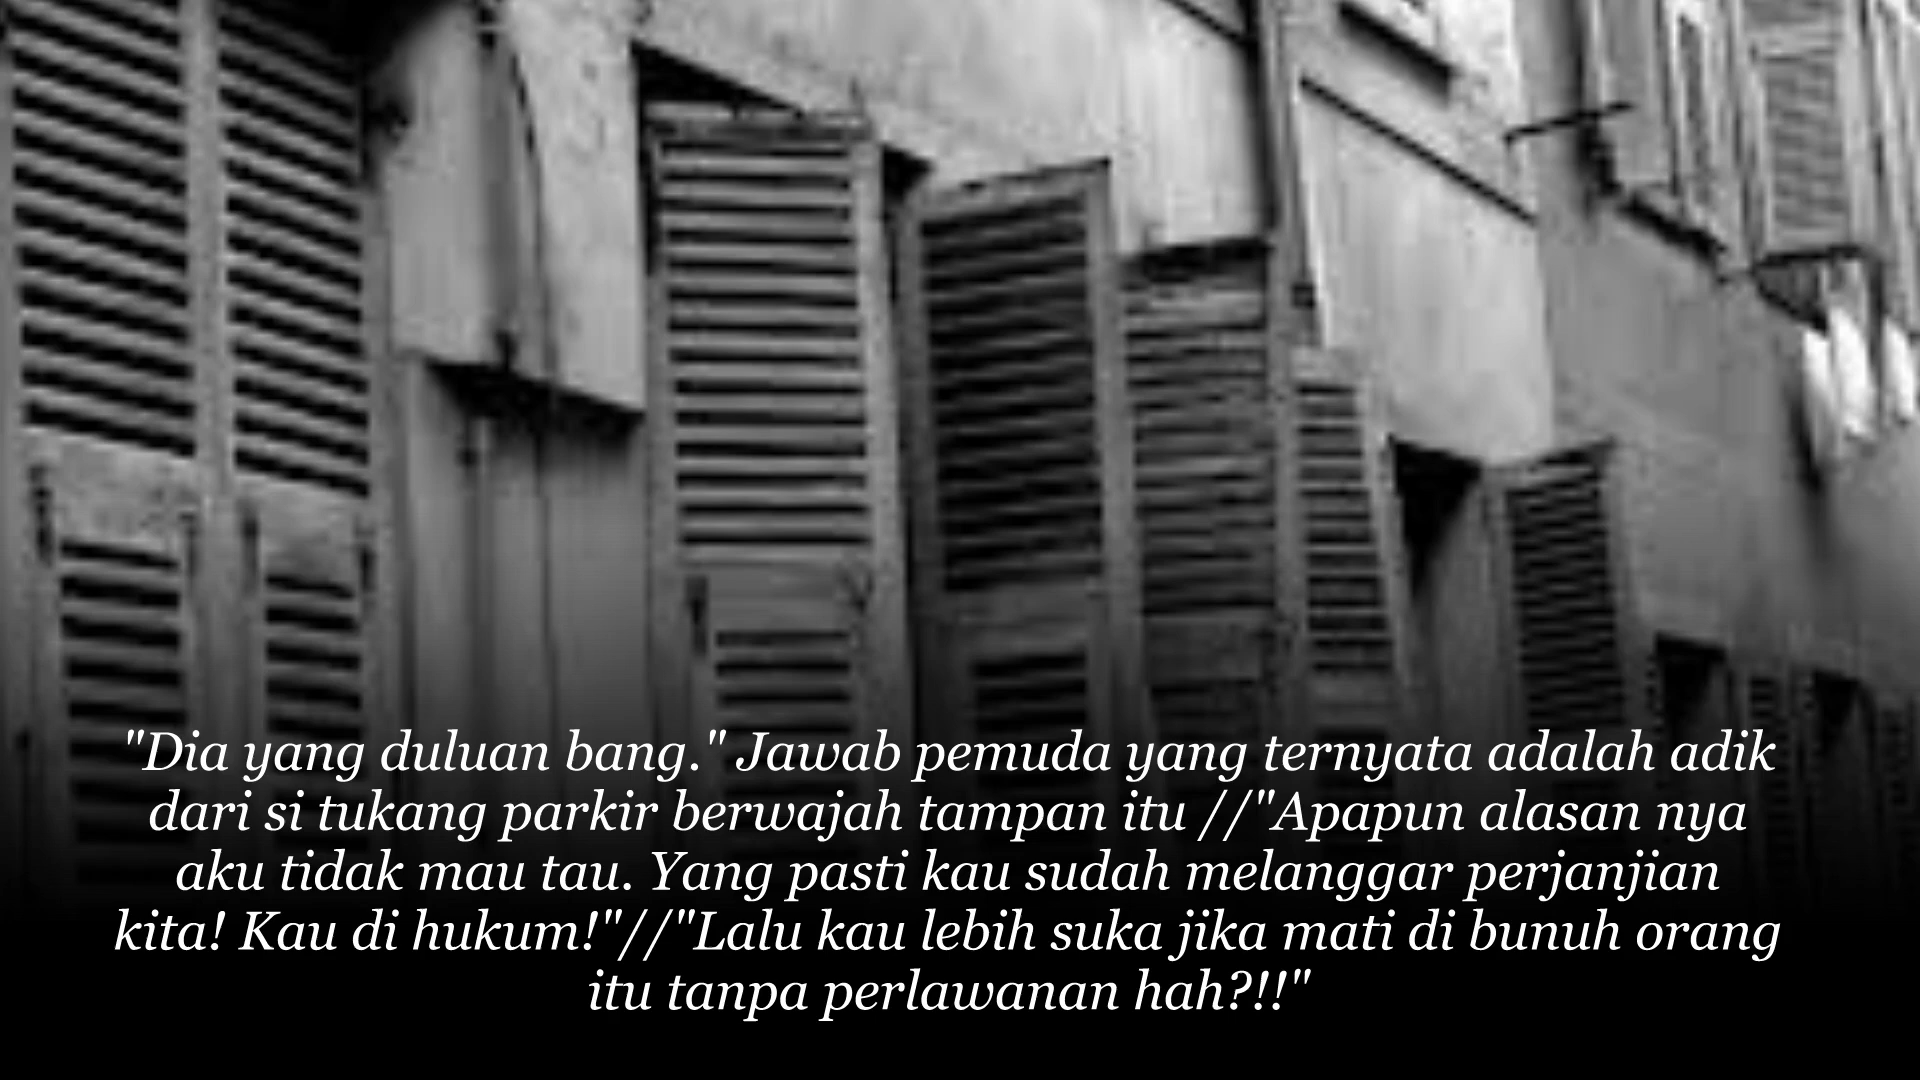 "Dia yang duluan bang." Jawab pemuda yang ternyata adalah adik
dari si tukang parkir berwajah tampan itu //"Apapun alasan nya
aku tidak mau tau. Yang pasti kau sudah melanggar perjanjian
kita! Kau di hukum!"//"Lalu kau lebih suka jika mati di bunuh orang
itu tanpa perlawanan hah?!!"